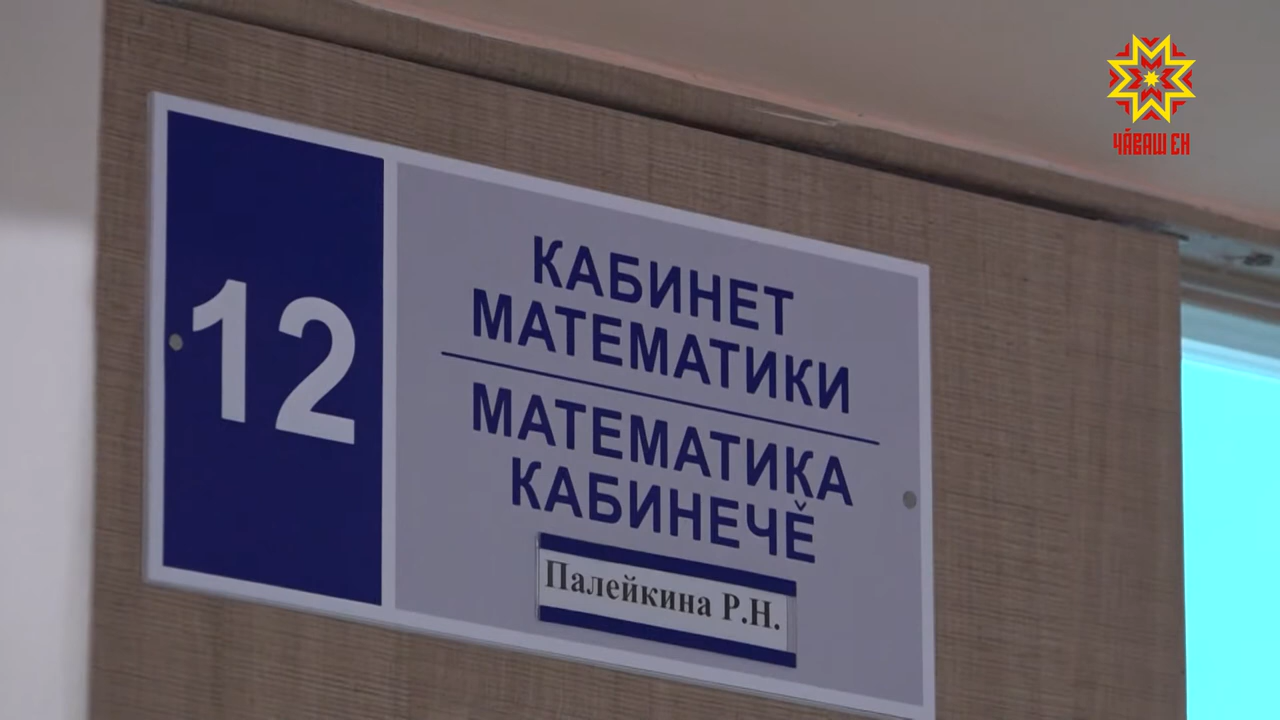 ЧӐВАШ ЕН
12
КАБИНЕТ
МАТЕМАТИКИ
МАТЕМАТИКА
КАБИНЕЧӖ
Палейкина Р.Н.